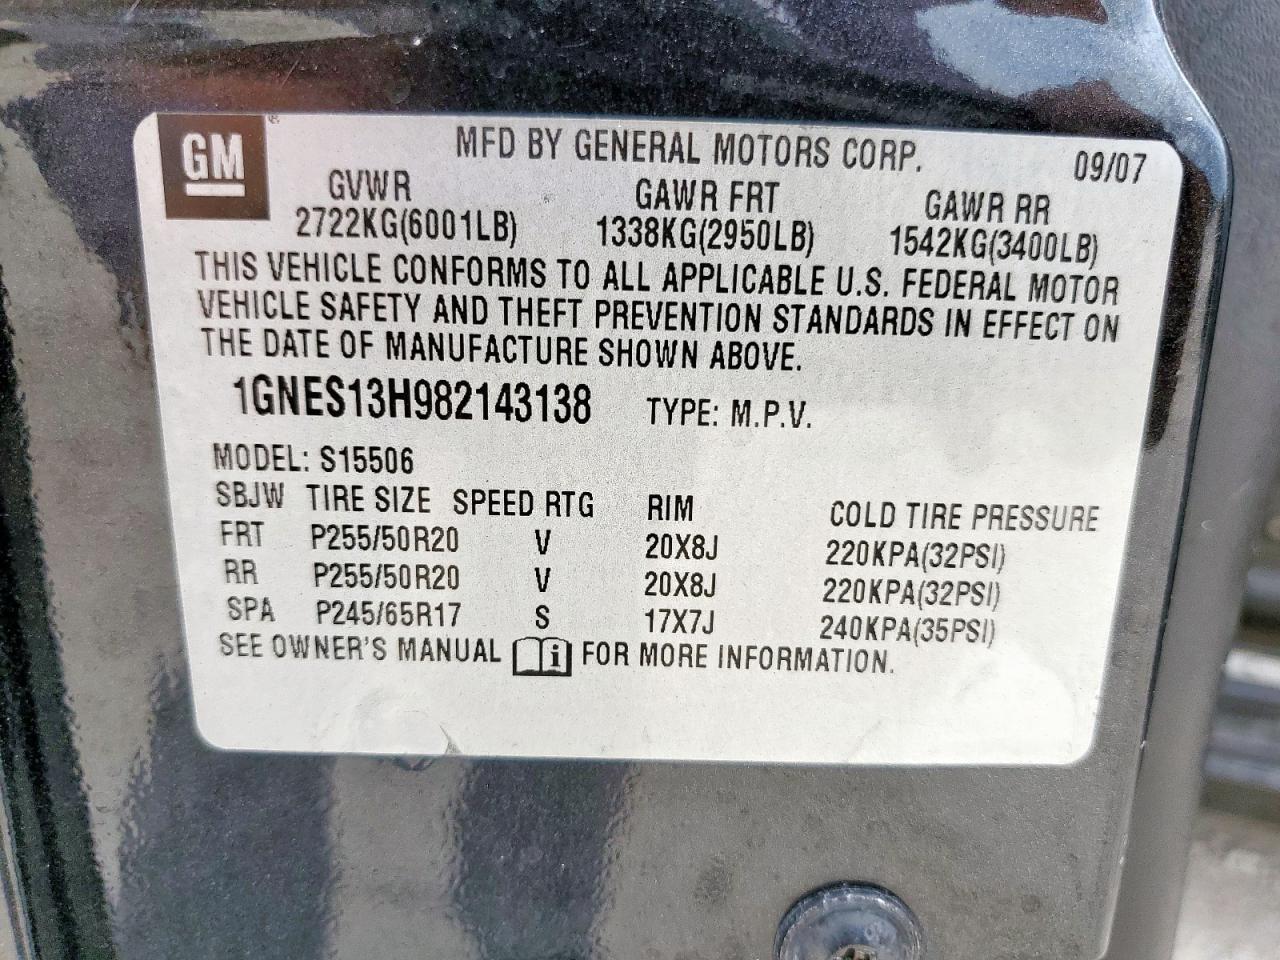 GM®
MFD BY GENERAL MOTORS CORP. 09/07
GVWR GAWR FRT GAWR RR
2722KG(6001LB) 1338KG(2950LB) 1542KG(3400LB)
THIS VEHICLE CONFORMS TO ALL APPLICABLE U.S. FEDERAL MOTOR
VEHICLE SAFETY AND THEFT PREVENTION STANDARDS IN EFFECT ON
THE DATE OF MANUFACTURE SHOWN ABOVE.
1GNES13H982143138 TYPE: M.P.V.
MODEL: S15506
SBJW TIRE SIZE SPEED RTG RIM COLD TIRE PRESSURE
FRT P255/50R20 V 20X8J 220KPA(32PSI)
RR P255/50R20 V 20X8J 220KPA(32PSI)
SPA P245/65R17 S 17X7J 240KPA(35PSI)
SEE OWNER'S MANUAL i FOR MORE INFORMATION.